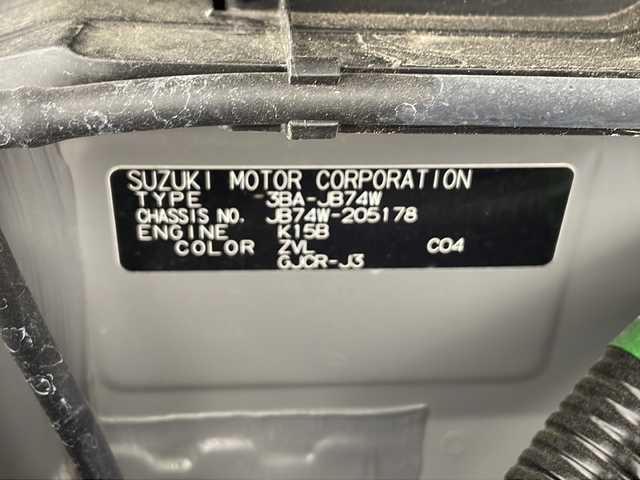 SUZUKI MOTOR CORPORATION
TYPE 3BA-JB74W
CHASSIS NO. JB74W-205178
ENGINE K15B
COLOR ZVL C04
GJCR-J3